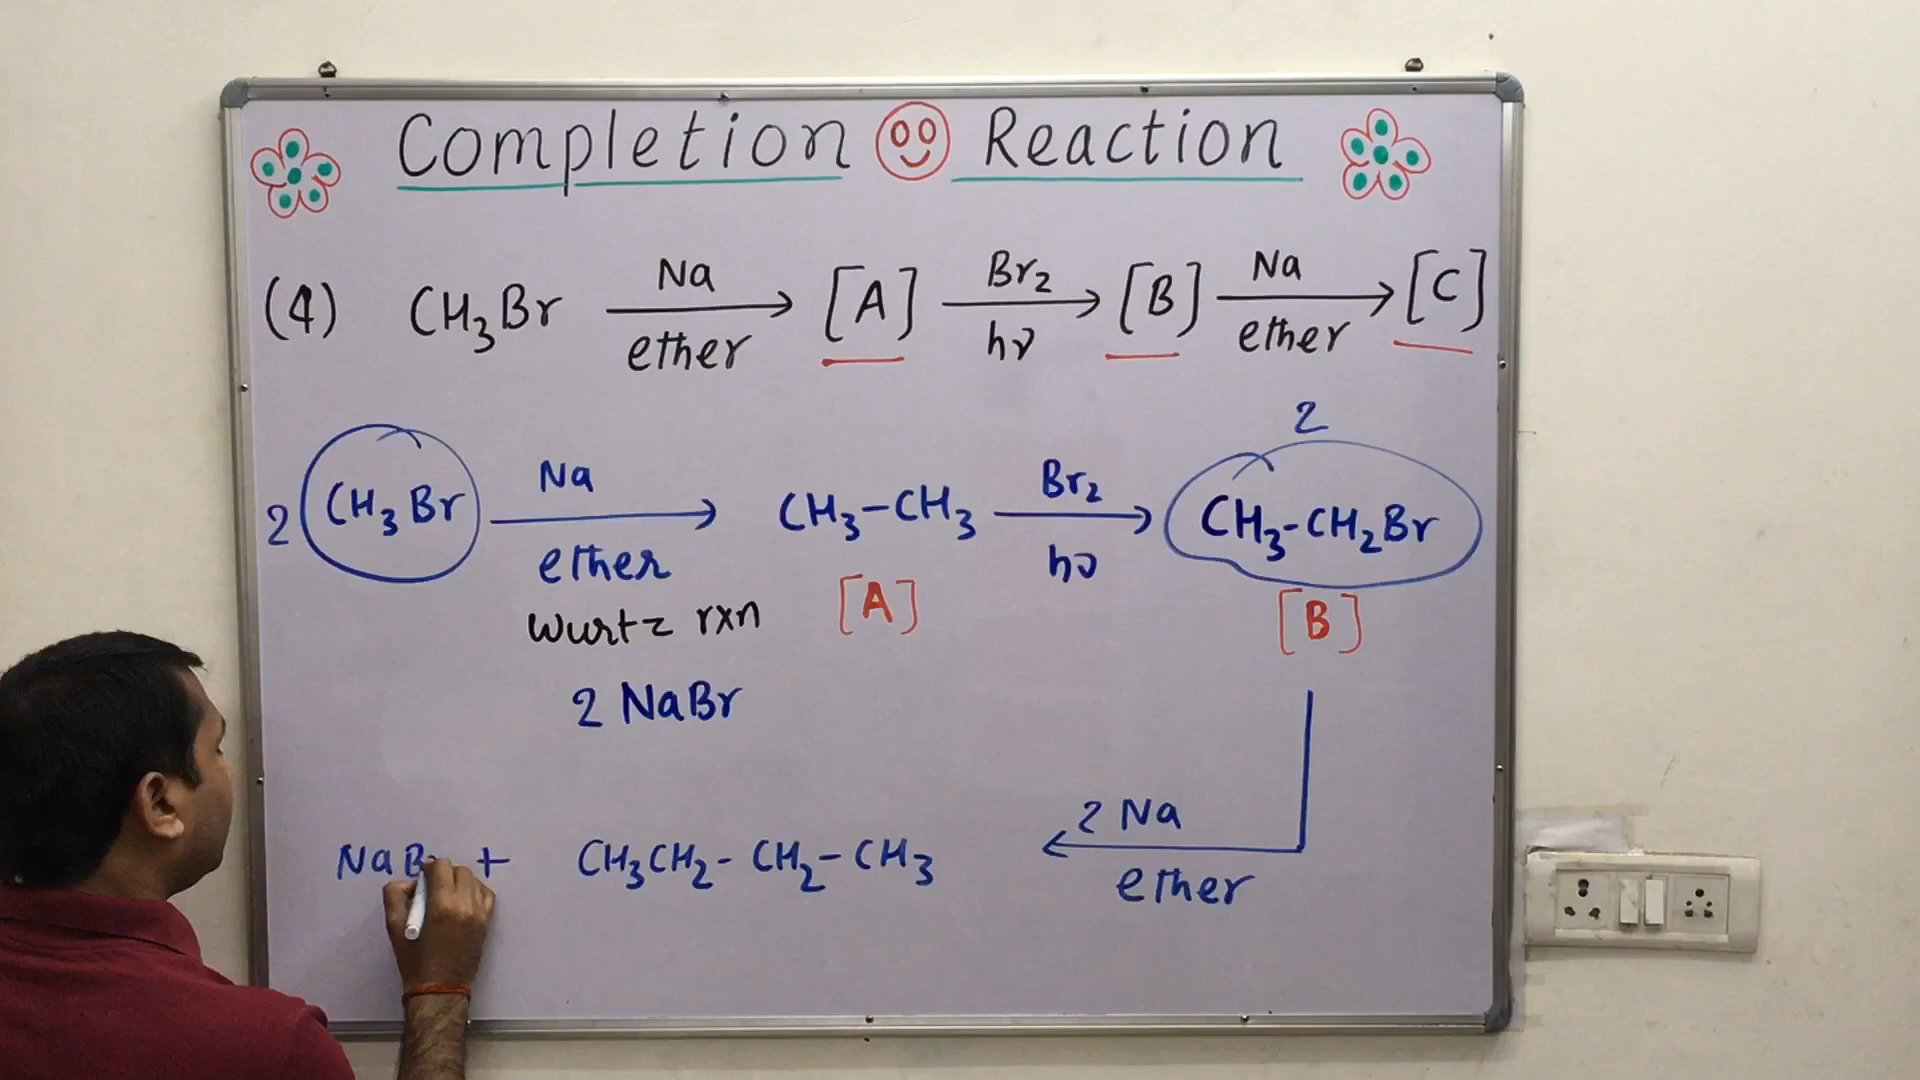 Completion Reaction
(4) CH₃Br Na ether → [A] Br₂ hν → [B] Na ether → [C]
2 CH₃Br Na ether → CH₃-CH₃ Br₂ hν → 2 CH₃-CH₂Br
wurtz rxn [A] [B]
2 NaBr
NaBr + CH₃CH₂-CH₂-CH₃ ← 2 Na ether